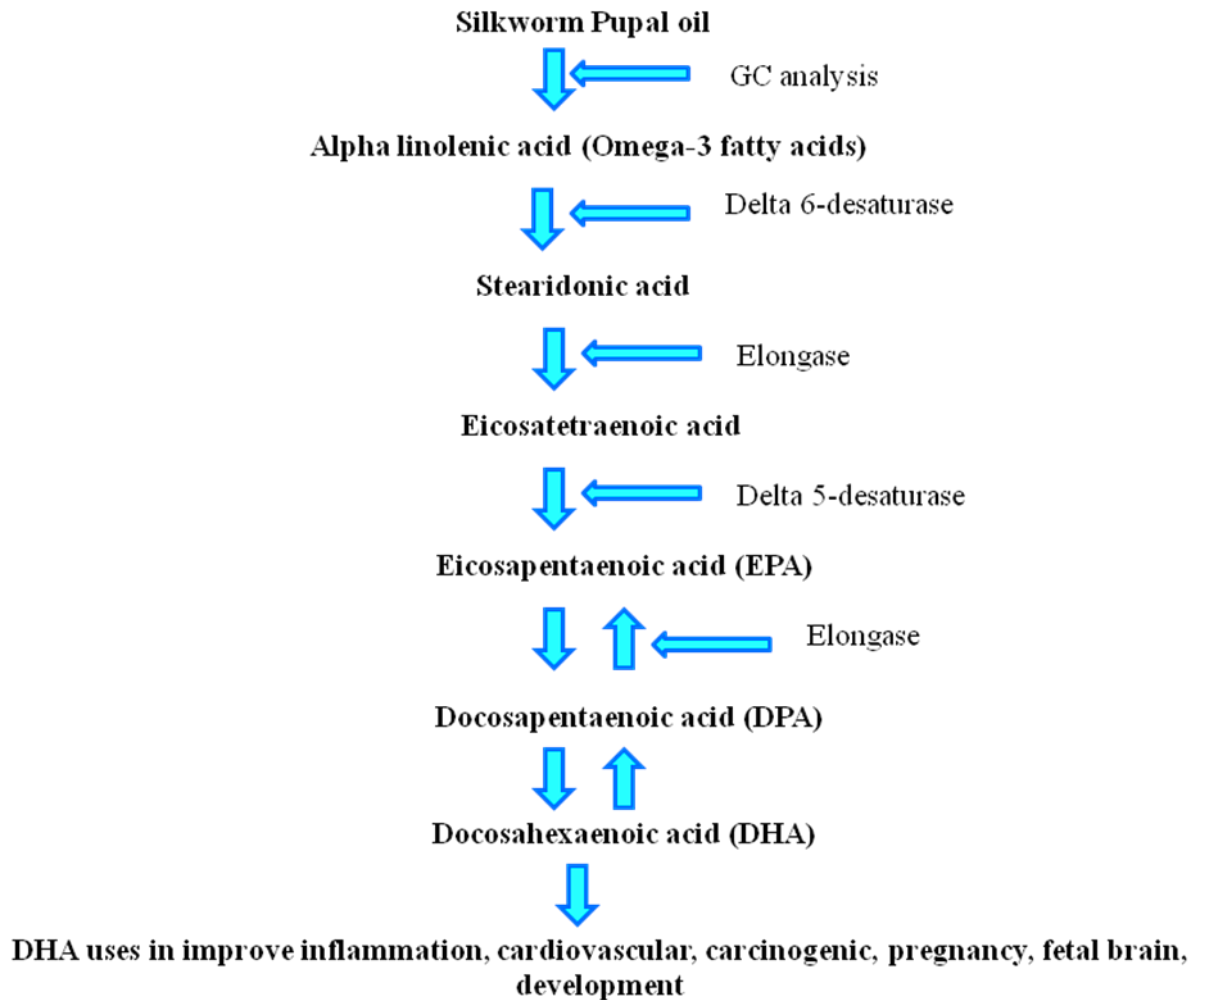 Silkworm Pupal oil
GC analysis
Alpha linolenic acid (Omega-3 fatty acids)
Delta 6-desaturase
Stearidonic acid
Elongase
Eicosatetraenoic acid
Delta 5-desaturase
Eicosapentaenoic acid (EPA)
Elongase
Docosapentaenoic acid (DPA)
Docosahexaenoic acid (DHA)
DHA uses in improve inflammation, cardiovascular, carcinogenic, pregnancy, fetal brain,
development